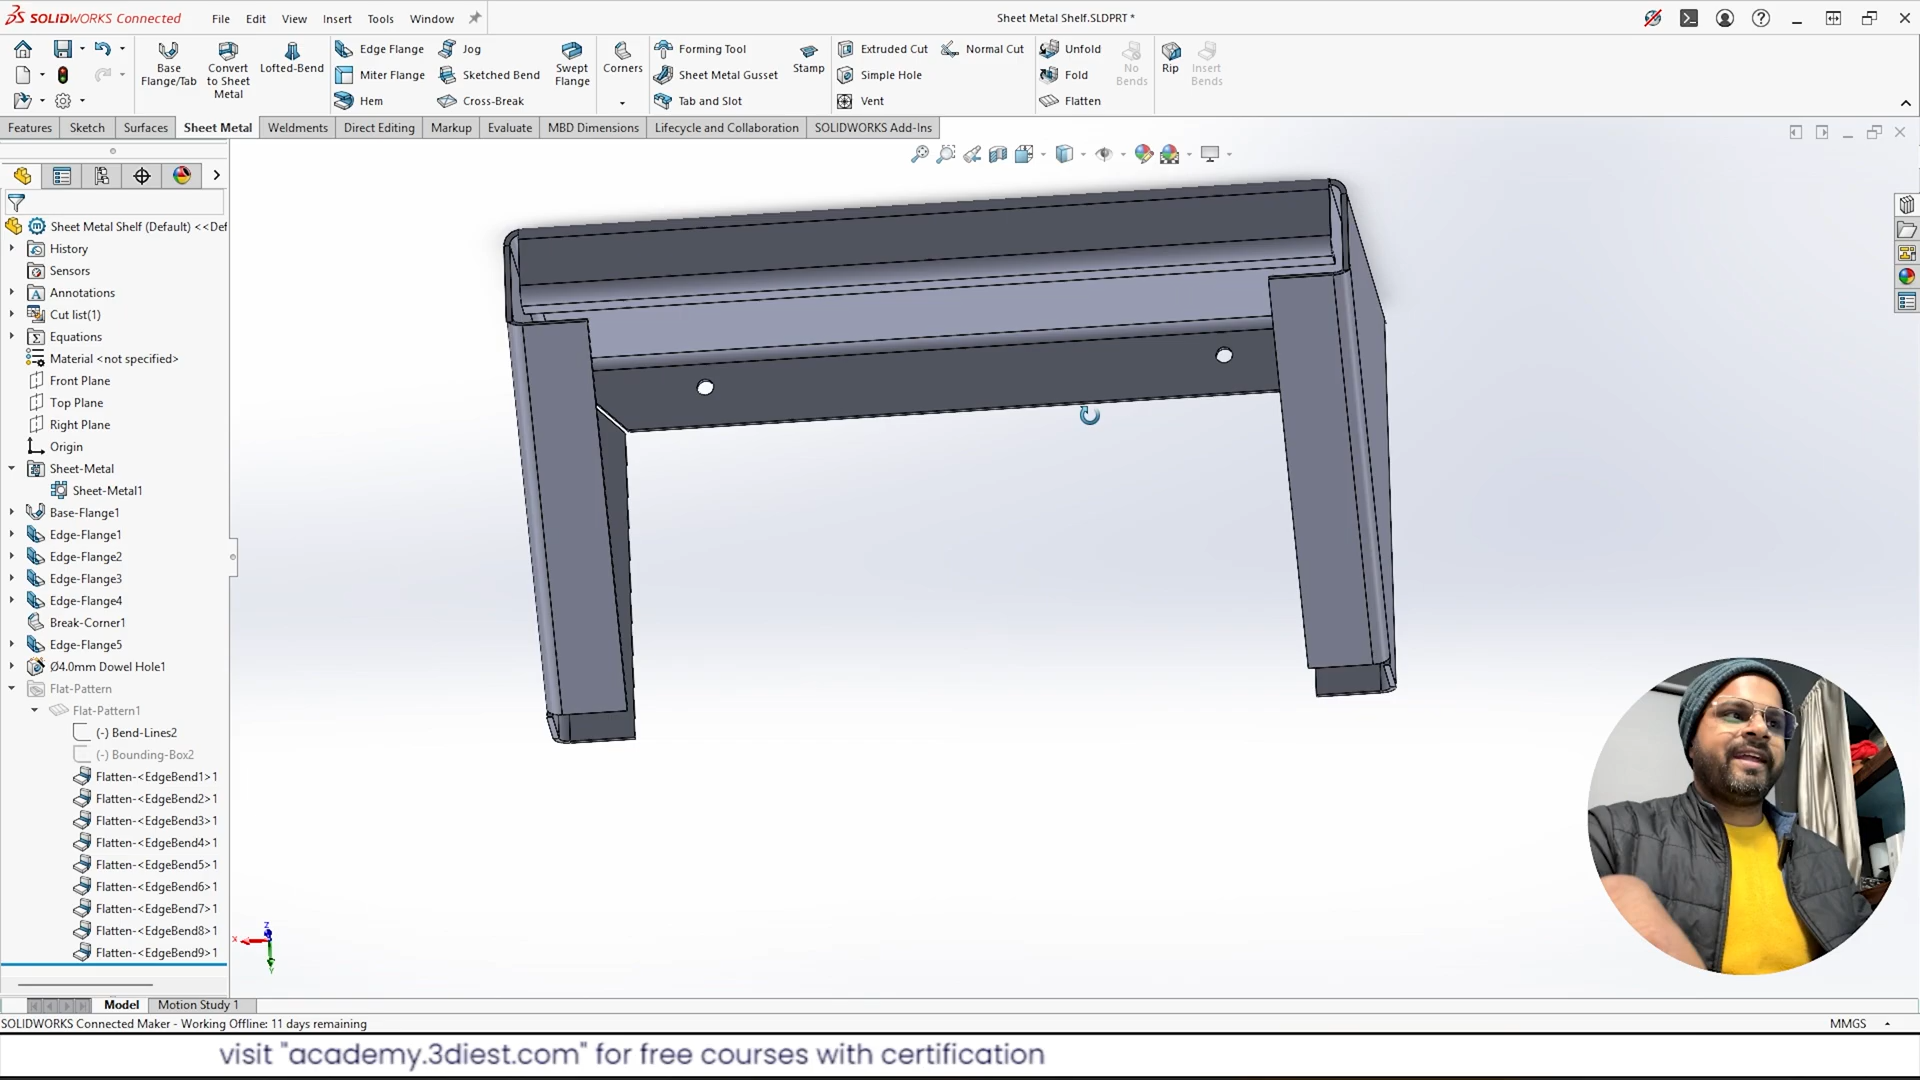 SOLIDWORKS Connected
File Edit View Insert Tools Window
Sheet Metal Shelf.SLDPRT *
Base Flange/Tab
Convert to Sheet Metal
Lofted-Bend
Edge Flange
Miter Flange
Hem
Jog
Sketched Bend
Cross-Break
Swept Flange
Corners
Forming Tool
Sheet Metal Gusset
Tab and Slot
Stamp
Extruded Cut
Simple Hole
Vent
Normal Cut
Unfold
Fold
Flatten
No Bends
Rip
Insert Bends
Features Sketch Surfaces Sheet Metal Weldments Direct Editing Markup Evaluate MBD Dimensions Lifecycle and Collaboration SOLIDWORKS Add-Ins
Sheet Metal Shelf (Default) <<Def
History
Sensors
Annotations
Cut list(1)
Equations
Material <not specified>
Front Plane
Top Plane
Right Plane
Origin
Sheet-Metal
Sheet-Metal1
Base-Flange1
Edge-Flange1
Edge-Flange2
Edge-Flange3
Edge-Flange4
Break-Corner1
Edge-Flange5
Ø4.0mm Dowel Hole1
Flat-Pattern
Flat-Pattern1
(-) Bend-Lines2
(-) Bounding-Box2
Flatten-<EdgeBend1>1
Flatten-<EdgeBend2>1
Flatten-<EdgeBend3>1
Flatten-<EdgeBend4>1
Flatten-<EdgeBend5>1
Flatten-<EdgeBend6>1
Flatten-<EdgeBend7>1
Flatten-<EdgeBend8>1
Flatten-<EdgeBend9>1
Z
X
Y
Model Motion Study 1
SOLIDWORKS Connected Maker - Working Offline: 11 days remaining
MMGS
visit "academy.3diest.com" for free courses with certification